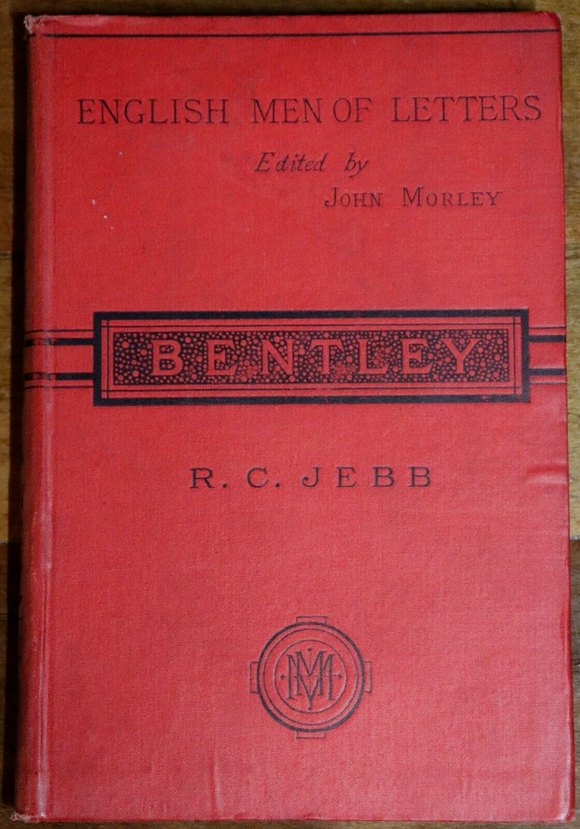 ENGLISH MEN OF LETTERS
Edited by
JOHN MORLEY
BENTLEY
R. C. JEBB